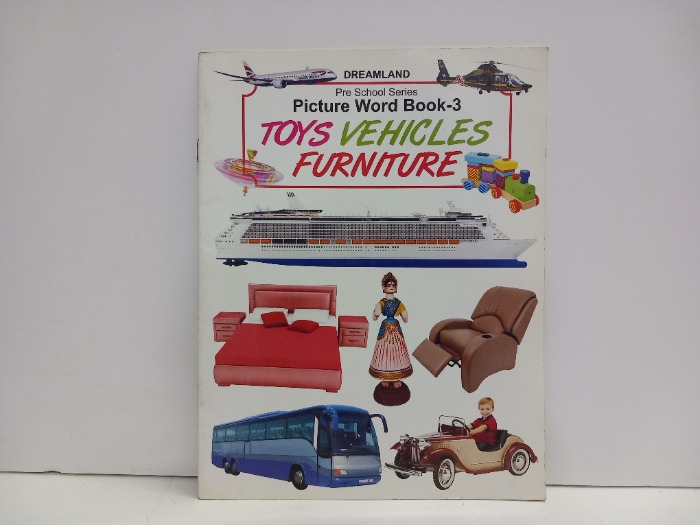 DREAMLAND
Pre School Series
Picture Word Book-3
TOYS VEHICLES
FURNITURE